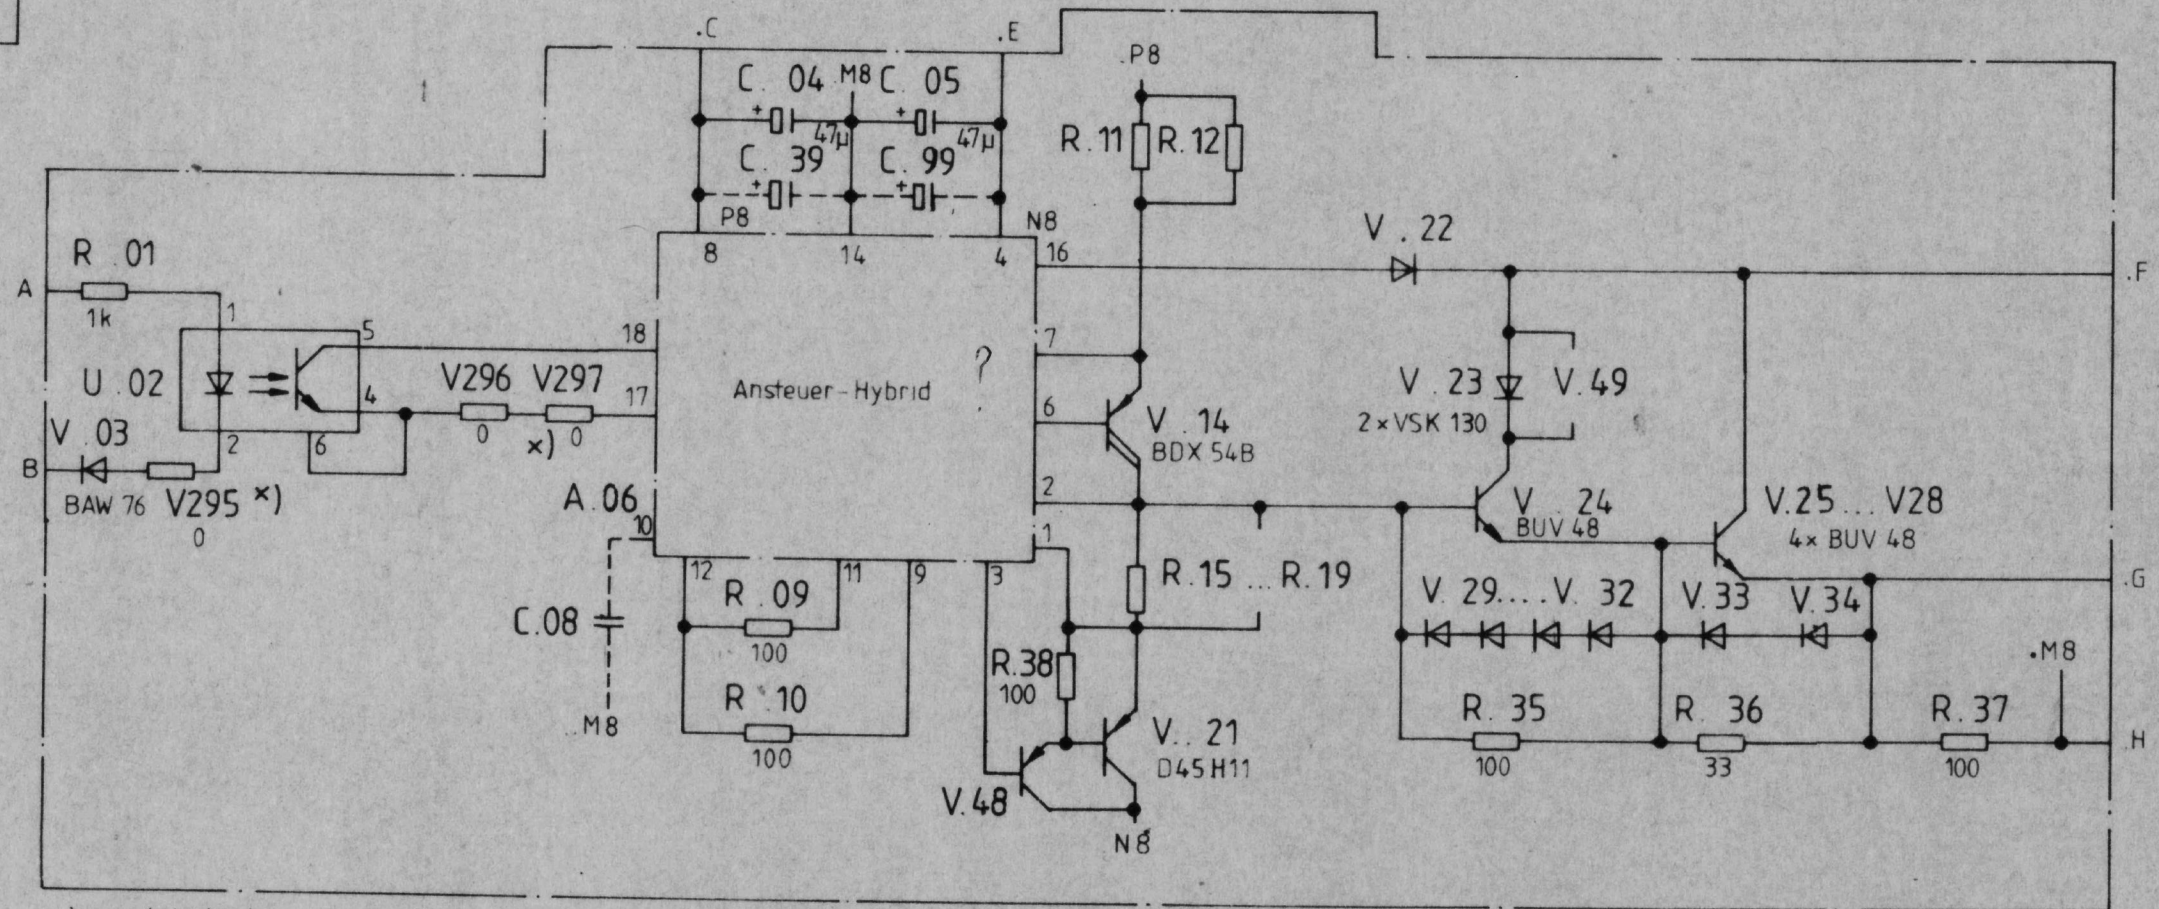 .C
.E
.P8
C. 04
.M8
C. 05
+
47µ
+
47µ
C. 39
C. 99
+
+
R.11
R.12
P8
N8
8
14
4
16
V . 22
.F
R .01
A
1k
1
5
18
7
?
U .02
V296
V297
4
17
Ansteuer-Hybrid
6
V . 14
BDX 54B
V . 23
V.49
2×VSK 130
0
x)
0
V .03
2
6
B
BAW 76
V295
x)
0
A.06
10
2
1
V . 24
BUV 48
V.25...V28
4× BUV 48
12
11
9
3
R .09
100
R.15 ... R.19
V. 29....V. 32
V.33
V.34
.G
C.08
R.38
100
.M8
R .10
100
.M8
V.. 21
D45H11
R. 35
100
R. 36
33
R. 37
100
.H
V.48
N8